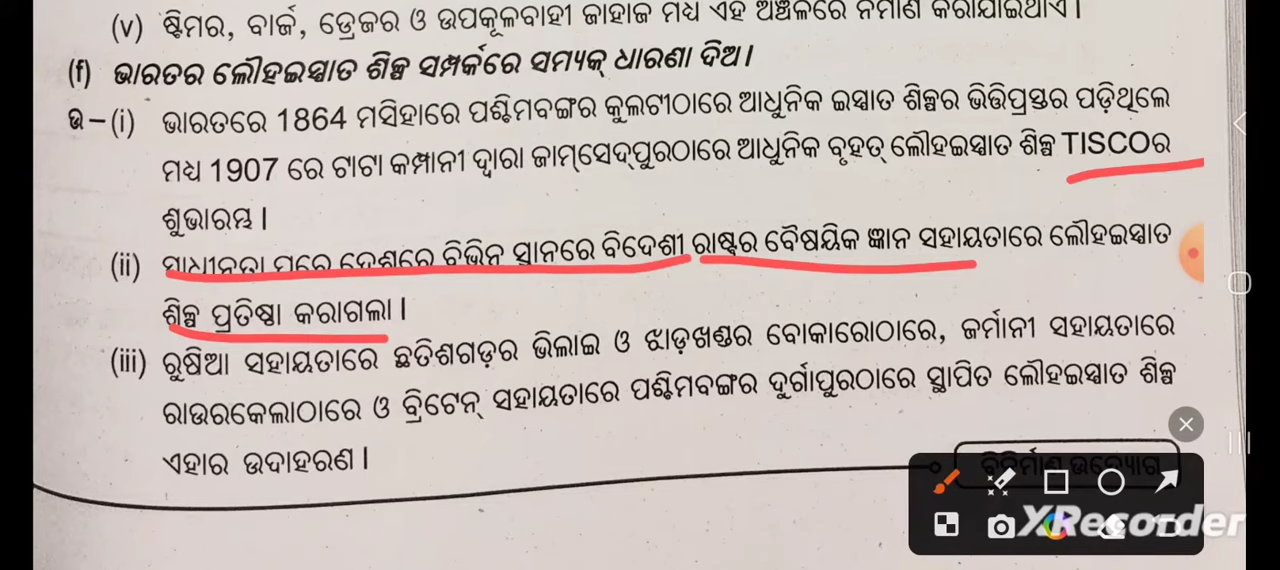 (v) ଷ୍ଟିମର, ବାର୍ଜ, ଡ୍ରେଜର ଓ ଉପକୂଳବାହୀ ଜାହାଜ ମଧ୍ୟ ଏହି ଅଞ୍ଚଳରେ ନିର୍ମାଣ କରାଯାଇଥାଏ।
(f) ଭାରତର ଲୌହଇସ୍ପାତ ଶିଳ୍ପ ସମ୍ପର୍କରେ ସମ୍ୟକ୍ ଧାରଣା ଦିଅ।
ଉ–(i) ଭାରତରେ 1864 ମସିହାରେ ପଶ୍ଚିମବଙ୍ଗର କୁଲଟୀଠାରେ ଆଧୁନିକ ଇସ୍ପାତ ଶିଳ୍ପର ଭିତ୍ତିପ୍ରସ୍ତର ପଡ଼ିଥିଲେ
ମଧ୍ୟ 1907 ରେ ଟାଟା କମ୍ପାନୀ ଦ୍ୱାରା ଜାମ୍‌ସେଦ୍‌ପୁରଠାରେ ଆଧୁନିକ ବୃହତ୍ ଲୌହଇସ୍ପାତ ଶିଳ୍ପ TISCOର
ଶୁଭାରମ୍ଭ।
(ii) ସ୍ୱାଧୀନତା ପରେ ଦେଶରେ ବିଭିନ୍ନ ସ୍ଥାନରେ ବିଦେଶୀ ରାଷ୍ଟ୍ରର ବୈଷୟିକ ଜ୍ଞାନ ସହାୟତାରେ ଲୌହଇସ୍ପାତ
ଶିଳ୍ପ ପ୍ରତିଷ୍ଠା କରାଗଲା।
(iii) ରୁଷିଆ ସହାୟତାରେ ଛତିଶଗଡ଼ର ଭିଲାଇ ଓ ଝାଡ଼ଖଣ୍ଡର ବୋକାରୋଠାରେ, ଜର୍ମାନୀ ସହାୟତାରେ
ରାଉରକେଲାଠାରେ ଓ ବ୍ରିଟେନ୍ ସହାୟତାରେ ପଶ୍ଚିମବଙ୍ଗର ଦୁର୍ଗାପୁରଠାରେ ସ୍ଥାପିତ ଲୌହଇସ୍ପାତ ଶିଳ୍ପ
ଏହାର ଉଦାହରଣ।
ବିନିର୍ମାଣ ଉଦ୍ୟୋଗ
XRecorder